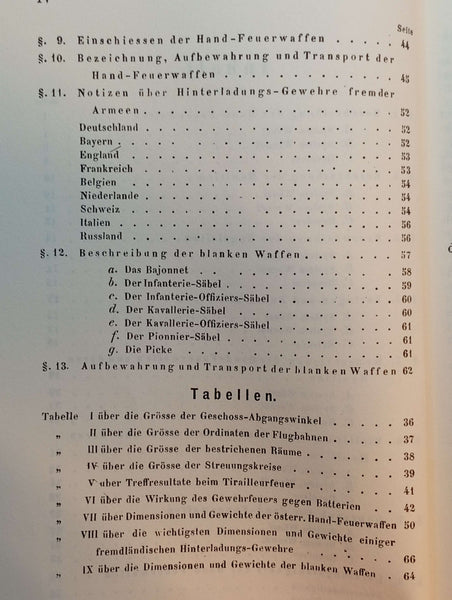 IV
Seite
§. 9. Einschiessen der Hand-Feuerwaffen . . . . . 44
§. 10. Bezeichnung, Aufbewahrung und Transport der
Hand-Feuerwaffen . . . . . . . . . . . . 45
§. 11. Notizen über Hinterladungs-Gewehre fremder
Armeen . . . . . . . . . . . . . . . . 52
Deutschland . . . . . . . . . . . . . . . . 52
Bayern . . . . . . . . . . . . . . . . . . 52
England . . . . . . . . . . . . . . . . . . 53
Frankreich . . . . . . . . . . . . . . . . . 53
Belgien . . . . . . . . . . . . . . . . . . 54
Niederlande . . . . . . . . . . . . . . . . 54
Schweiz . . . . . . . . . . . . . . . . . . 54
Italien . . . . . . . . . . . . . . . . . . 56
Russland . . . . . . . . . . . . . . . . . 56
§. 12. Beschreibung der blanken Waffen . . . . . . . 57
a. Das Bajonnet . . . . . . . . . . . . . . 58
b. Der Infanterie-Säbel . . . . . . . . . . . 59
c. Der Infanterie-Offiziers-Säbel . . . . . . . . 60
d. Der Kavallerie-Säbel . . . . . . . . . . . 60
e. Der Kavallerie-Offiziers-Säbel . . . . . . . . 61
f. Der Pionnier-Säbel . . . . . . . . . . . . 61
g. Die Picke . . . . . . . . . . . . . . . 61
§. 13. Aufbewahrung und Transport der blanken Waffen 62
Tabellen.
Tabelle I über die Grösse der Geschoss-Abgangswinkel . . . . . 36
„ II über die Grösse der Ordinaten der Flugbahnen . . . . 37
„ III über die Grösse der bestrichenen Räume . . . . . . 38
„ IV über die Grösse der Streuungskreise . . . . . . . 39
„ V über Treffresultate beim Tirailleurfeuer . . . . . . 41
„ VI über die Wirkung des Gewehrfeuers gegen Batterien . . 42
„ VII über Dimensionen und Gewichte der österr. Hand-Feuerwaffen 50
„ VIII über die wichtigsten Dimensionen und Gewichte einiger
fremdländischen Hinterladungs-Gewehre . . . . . 66
„ IX über die Dimensionen und Gewichte der blanken Waffen . 64